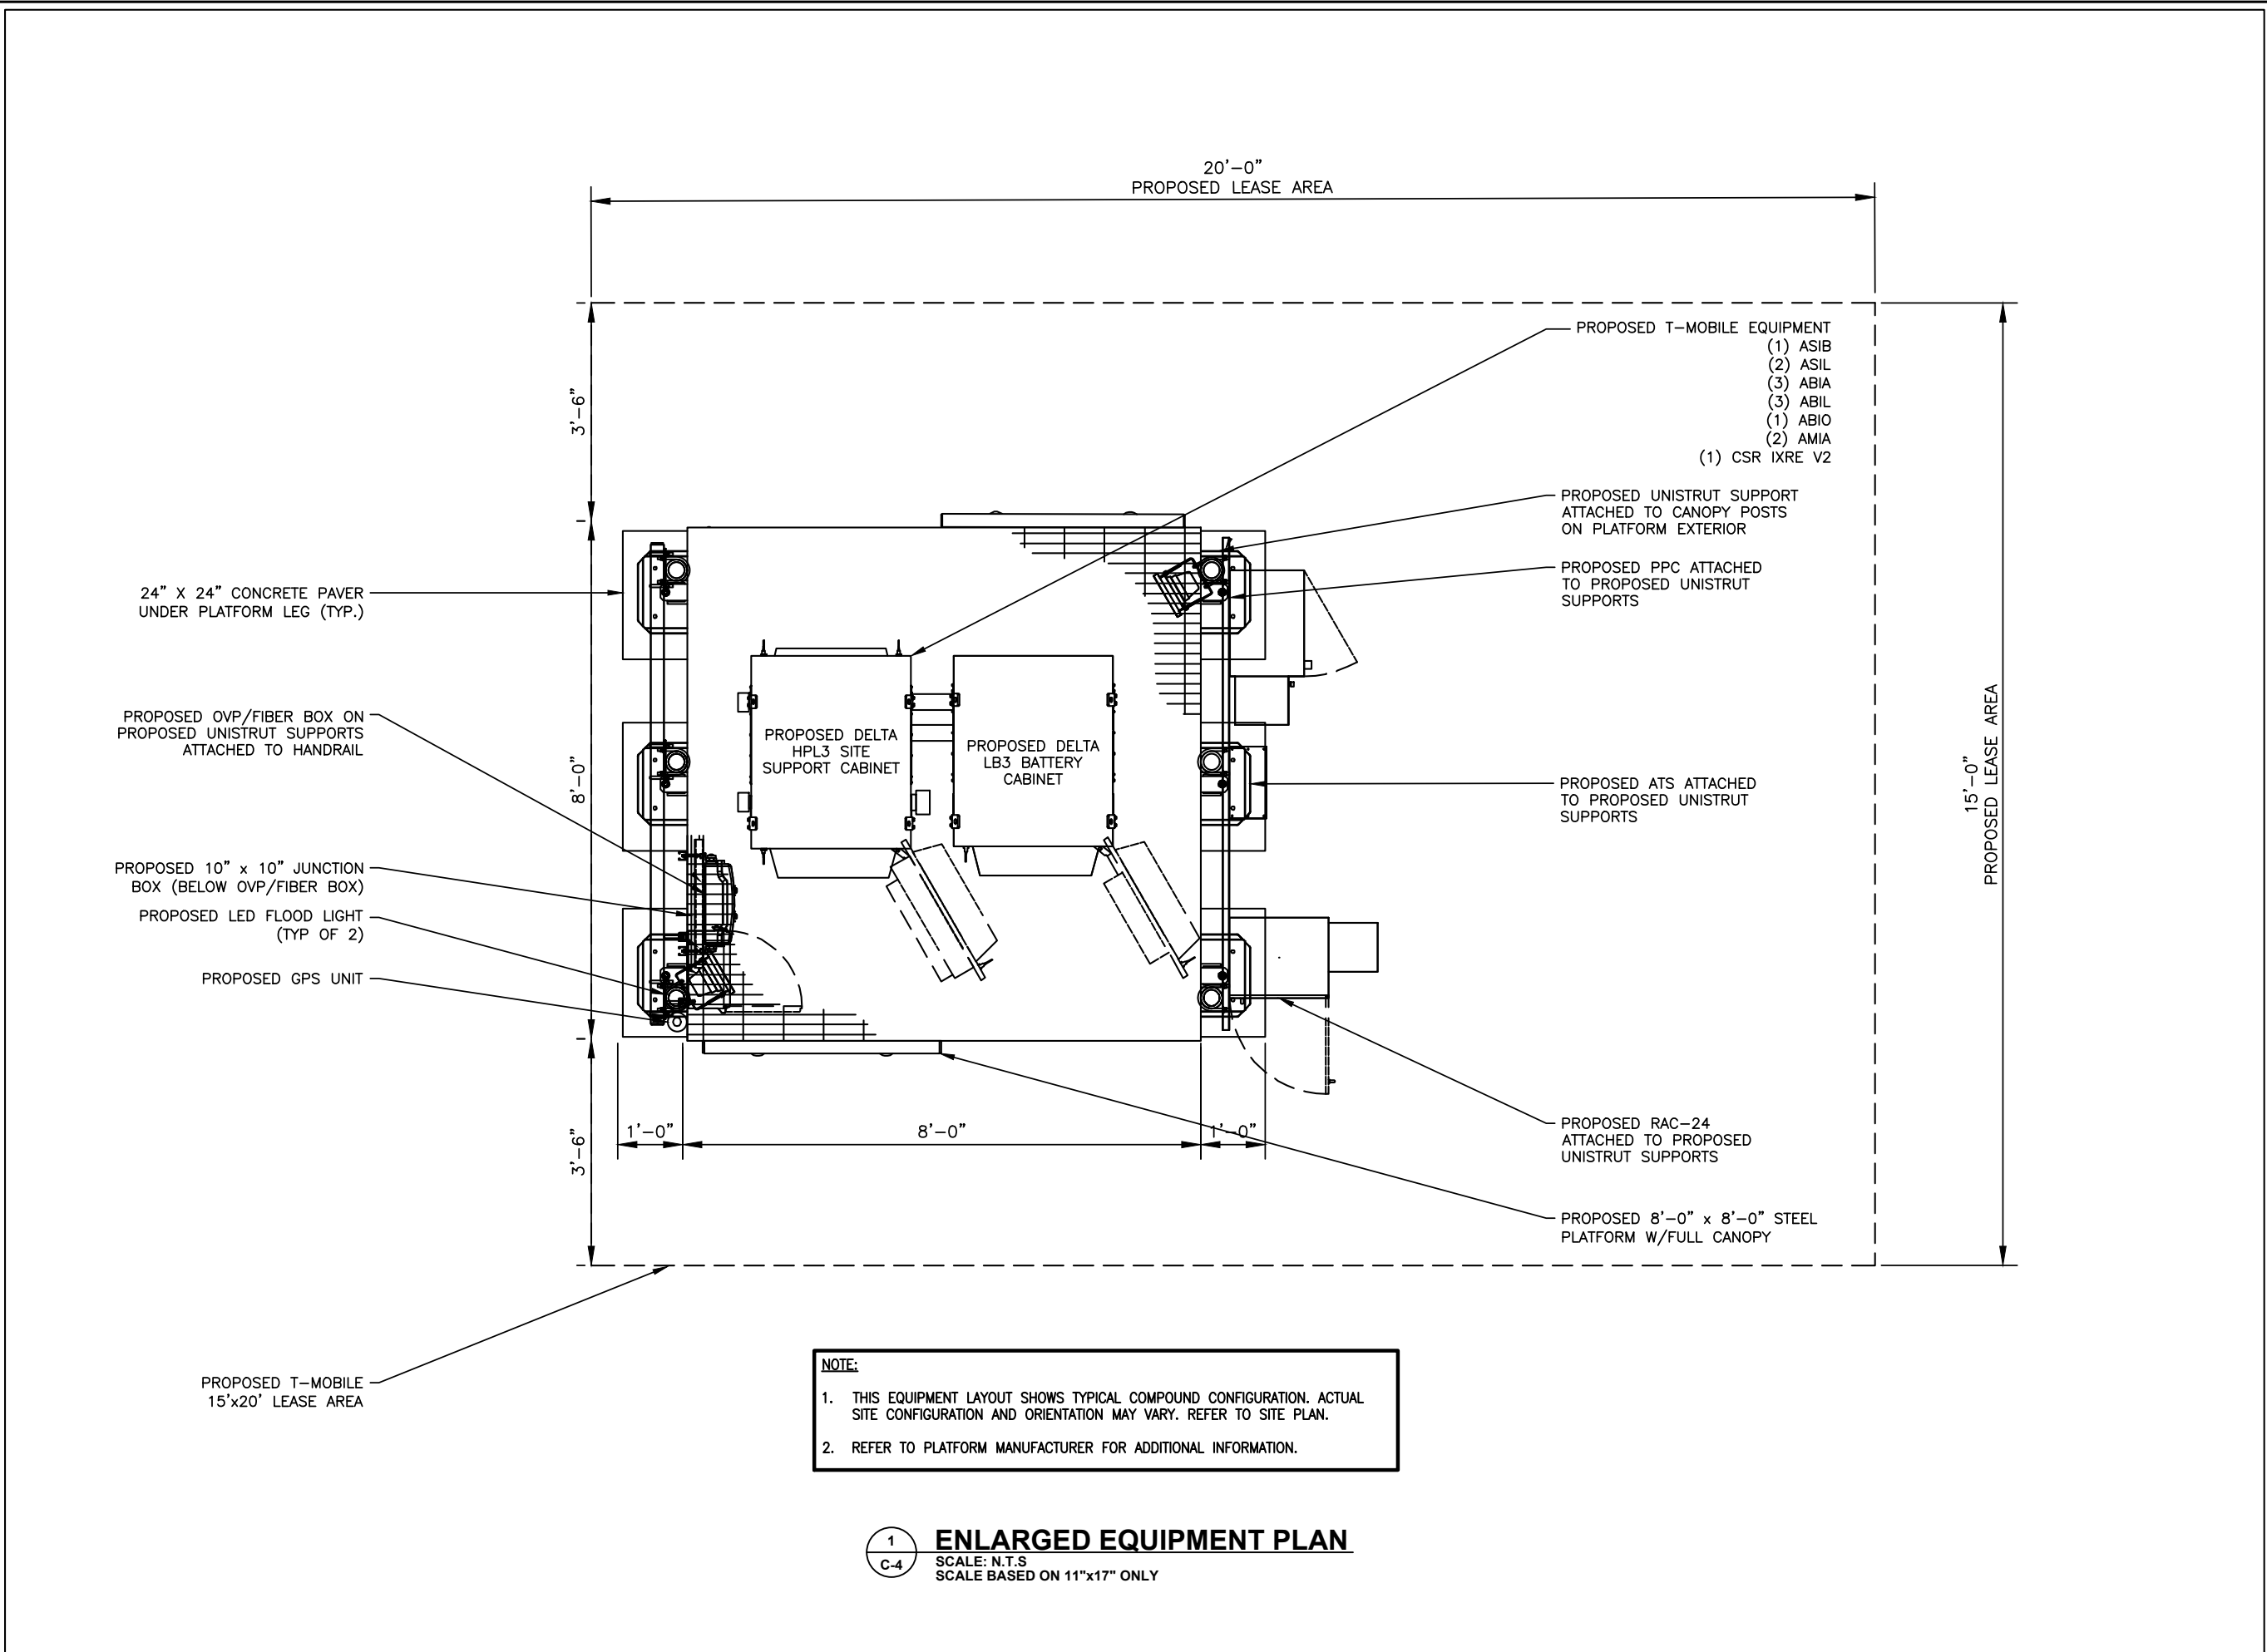 20'-0"
PROPOSED LEASE AREA
PROPOSED T-MOBILE EQUIPMENT
(1) ASIB
(2) ASIL
(3) ABIA
(3) ABIL
(1) ABIO
(2) AMIA
(1) CSR IXRE V2
3'-6"
PROPOSED UNISTRUT SUPPORT
ATTACHED TO CANOPY POSTS
ON PLATFORM EXTERIOR
PROPOSED PPC ATTACHED
TO PROPOSED UNISTRUT
SUPPORTS
24" X 24" CONCRETE PAVER
UNDER PLATFORM LEG (TYP.)
PROPOSED OVP/FIBER BOX ON
PROPOSED UNISTRUT SUPPORTS
ATTACHED TO HANDRAIL
8'-0"
PROPOSED DELTA
HPL3 SITE
SUPPORT CABINET
PROPOSED DELTA
LB3 BATTERY
CABINET
PROPOSED ATS ATTACHED
TO PROPOSED UNISTRUT
SUPPORTS
15'-0"
PROPOSED LEASE AREA
PROPOSED 10" x 10" JUNCTION
BOX (BELOW OVP/FIBER BOX)
PROPOSED LED FLOOD LIGHT
(TYP OF 2)
PROPOSED GPS UNIT
3'-6"
1'-0"
8'-0"
1'-0"
PROPOSED RAC-24
ATTACHED TO PROPOSED
UNISTRUT SUPPORTS
PROPOSED 8'-0" x 8'-0" STEEL
PLATFORM W/FULL CANOPY
PROPOSED T-MOBILE
15'x20' LEASE AREA
NOTE:
1. THIS EQUIPMENT LAYOUT SHOWS TYPICAL COMPOUND CONFIGURATION. ACTUAL
SITE CONFIGURATION AND ORIENTATION MAY VARY. REFER TO SITE PLAN.
2. REFER TO PLATFORM MANUFACTURER FOR ADDITIONAL INFORMATION.
1
C-4
ENLARGED EQUIPMENT PLAN
SCALE: N.T.S
SCALE BASED ON 11"x17" ONLY